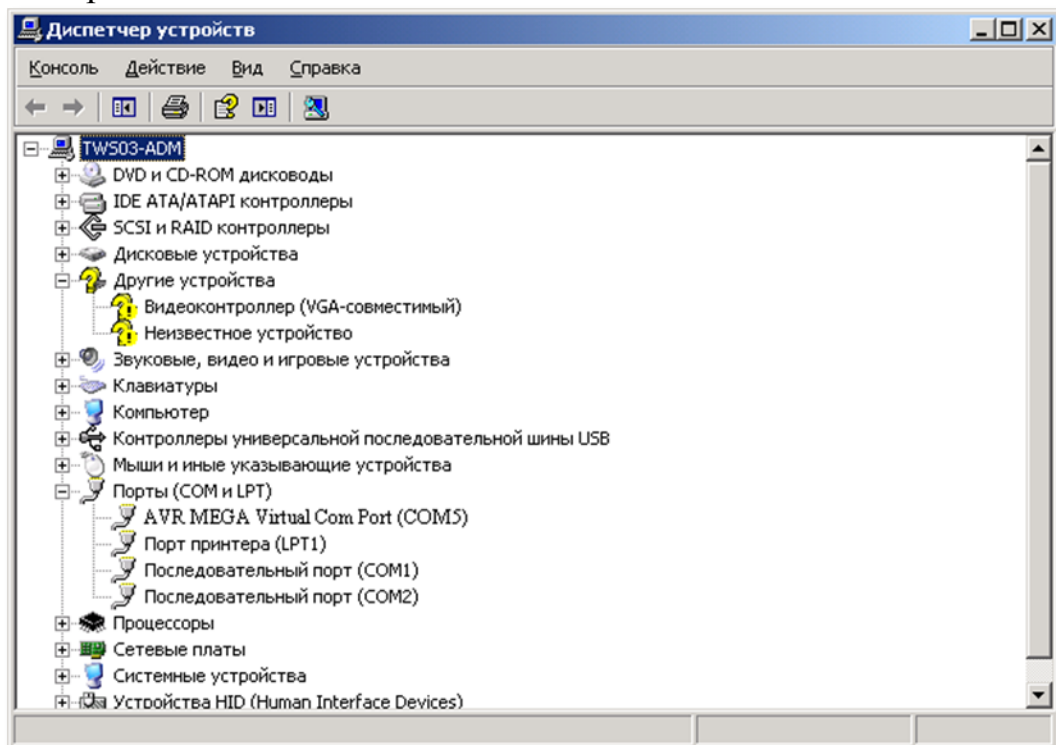 Диспетчер устройств
Консоль Действие Вид Справка
TWS03-ADM
DVD и CD-ROM дисководы
IDE ATA/ATAPI контроллеры
SCSI и RAID контроллеры
Дисковые устройства
Другие устройства
Видеоконтроллер (VGA-совместимый)
Неизвестное устройство
Звуковые, видео и игровые устройства
Клавиатуры
Компьютер
Контроллеры универсальной последовательной шины USB
Мыши и иные указывающие устройства
Порты (COM и LPT)
AVR MEGA Virtual Com Port (COM5)
Порт принтера (LPT1)
Последовательный порт (COM1)
Последовательный порт (COM2)
Процессоры
Сетевые платы
Системные устройства
Устройства HID (Human Interface Devices)